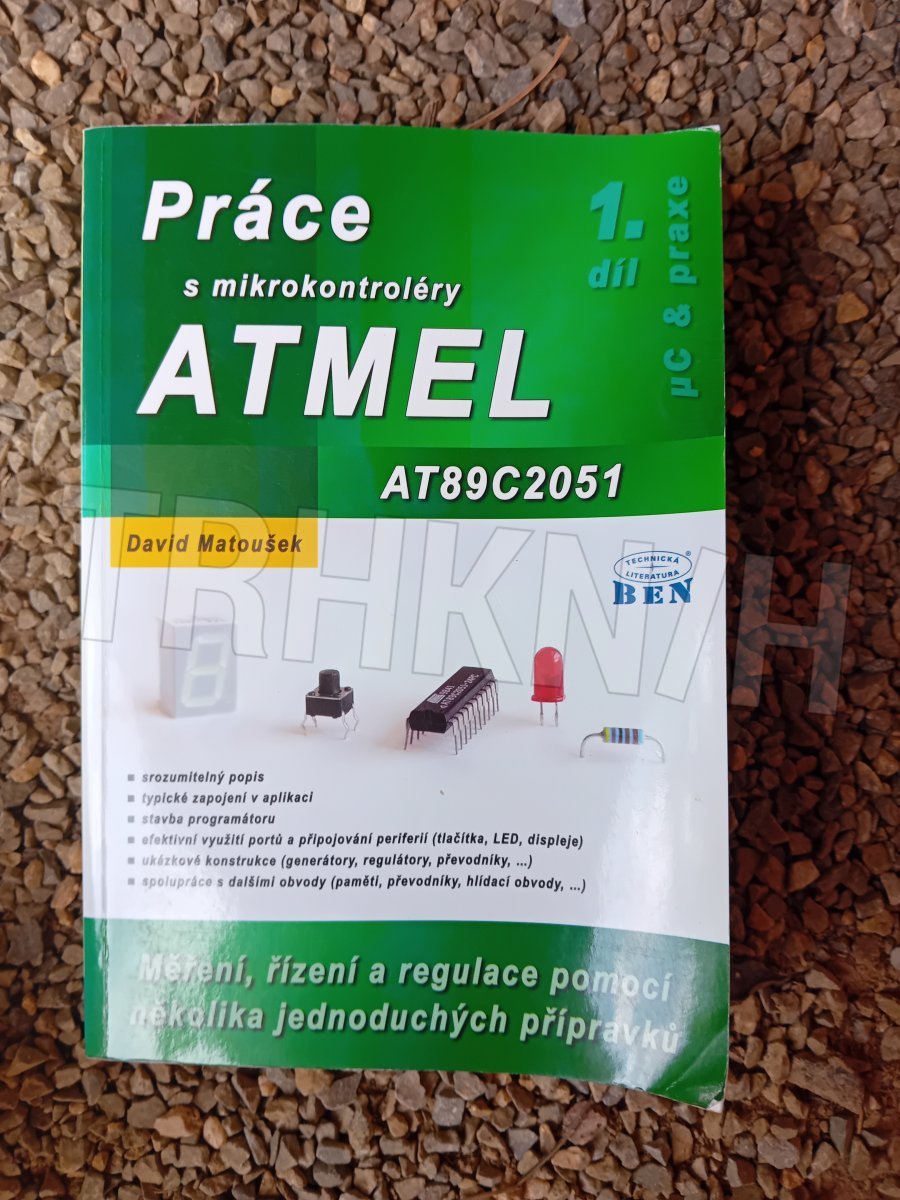 Práce
s mikrokontroléry
ATMEL
1.
díl
µC & praxe
AT89C2051
David Matoušek
TECHNICKÁ
LITERATURA
®
BEN
TRHKNIH
■ srozumitelný popis
■ typické zapojení v aplikaci
■ stavba programátoru
■ efektivní využití portů a připojování periferií (tlačítka, LED, displeje)
■ ukázkové konstrukce (generátory, regulátory, převodníky, ...)
■ spolupráce s dalšími obvody (paměti, převodníky, hlídací obvody, ...)
Měření, řízení a regulace pomocí
několika jednoduchých přípravků